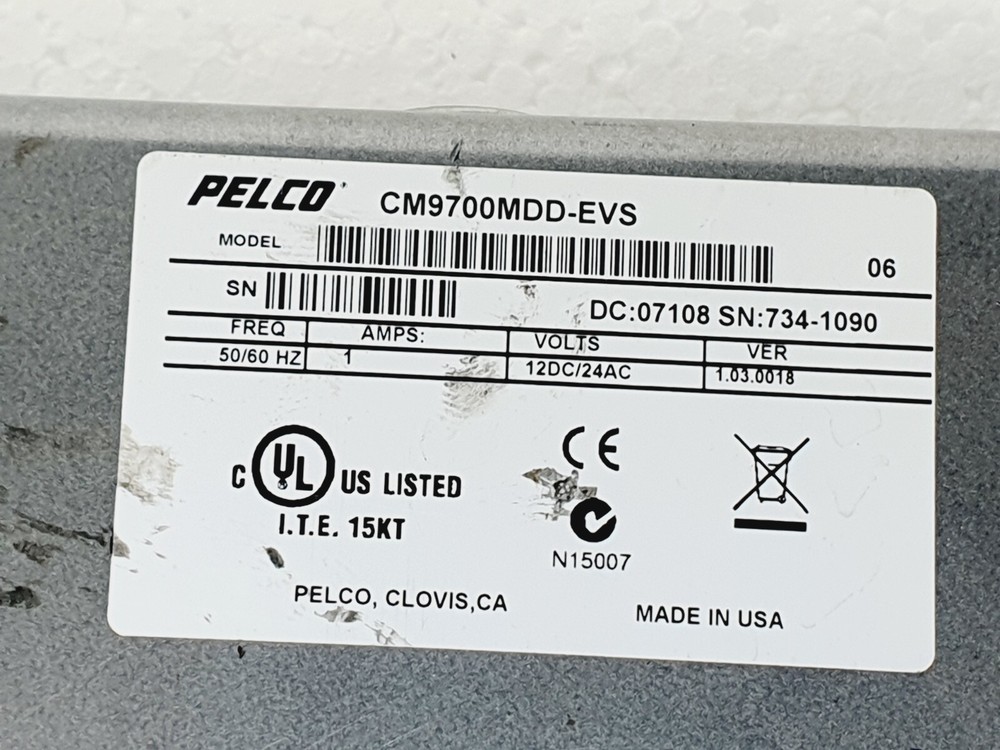 PELCO CM9700MDD-EVS
MODEL 06
SN DC:07108 SN:734-1090
FREQ AMPS: VOLTS VER
50/60 HZ 1 12DC/24AC 1.03.0018
C UL US LISTED CE
I.T.E. 15KT
N15007
PELCO, CLOVIS,CA MADE IN USA